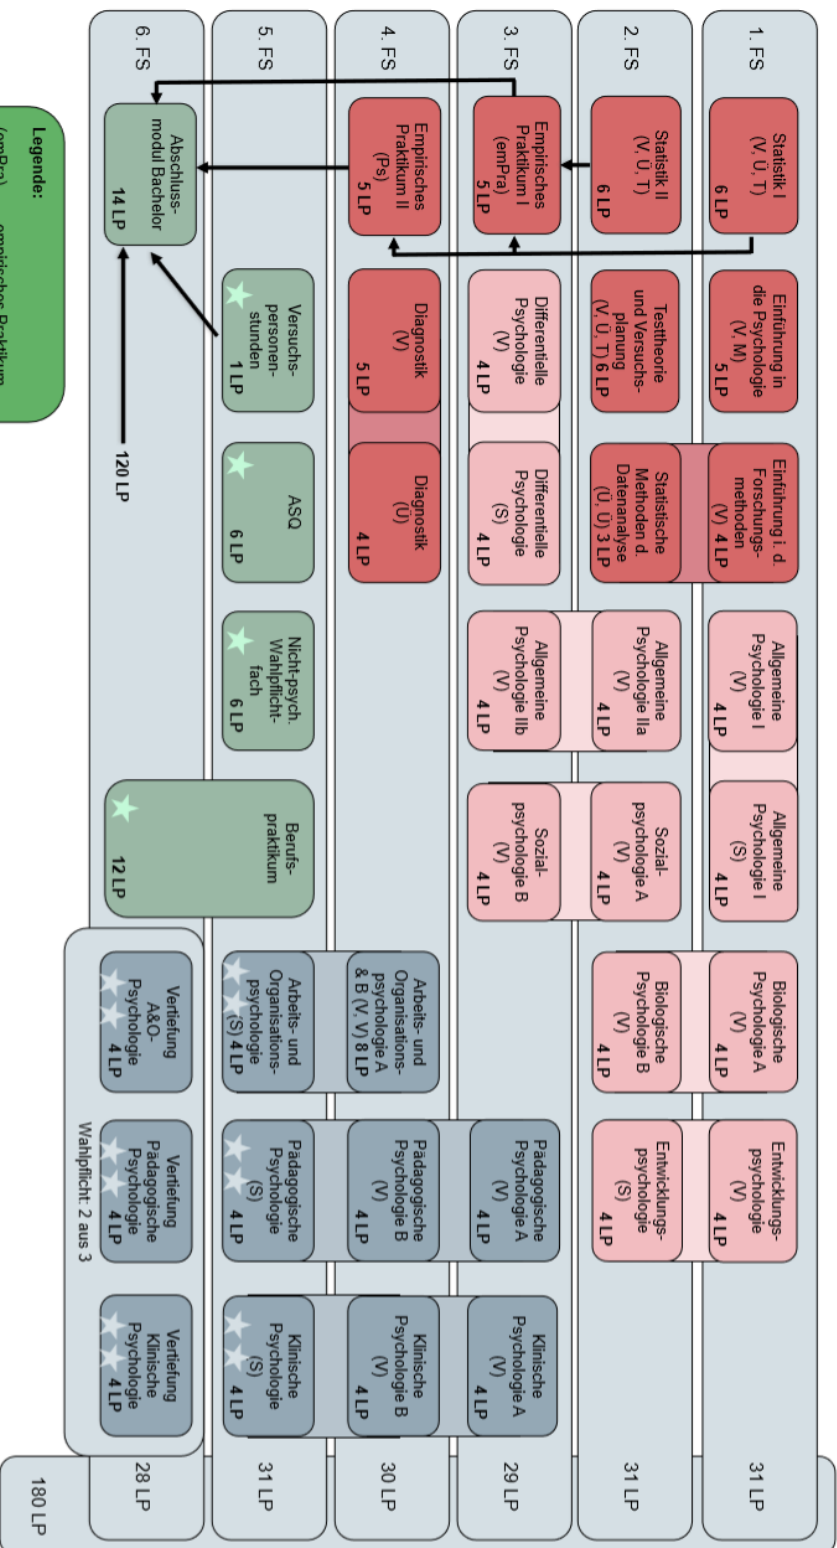 1. FS
Statistik I
(V, Ü, T)
6 LP
Einführung in
die Psychologie
(V, M)
5 LP
Einführung i. d.
Forschungs-
methoden
(V) 4 LP
Allgemeine
Psychologie I
(V)
4 LP
Allgemeine
Psychologie I
(S)
4 LP
Biologische
Psychologie A
(V)
4 LP
Entwicklungs-
psychologie
(V)
4 LP
31 LP
2. FS
Statistik II
(V, Ü, T)
6 LP
Testtheorie
und Versuchs-
planung
(V, Ü, T) 6 LP
Statistische
Methoden d.
Datenanalyse
(Ü, Ü) 3 LP
Allgemeine
Psychologie IIa
(V)
4 LP
Sozial-
psychologie A
(V)
4 LP
Biologische
Psychologie B
(V)
4 LP
Entwicklungs-
psychologie
(S)
4 LP
31 LP
3. FS
Empirisches
Praktikum I
(emPra)
5 LP
Differentielle
Psychologie
(V)
4 LP
Differentielle
Psychologie
(S)
4 LP
Allgemeine
Psychologie IIb
(V)
4 LP
Sozial-
psychologie B
(V)
4 LP
Pädagogische
Psychologie A
(V)
4 LP
Klinische
Psychologie A
(V)
4 LP
29 LP
4. FS
Empirisches
Praktikum II
(Ps)
5 LP
Diagnostik
(V)
5 LP
Diagnostik
(Ü)
4 LP
Arbeits- und
Organisations-
psychologie A
& B (V, V) 8 LP
Pädagogische
Psychologie B
(V)
4 LP
Klinische
Psychologie B
(V)
4 LP
30 LP
5. FS
Versuchs-
personen-
stunden
1 LP
ASQ
6 LP
Nicht-psych.
Wahlpflicht-
fach
6 LP
Berufs-
praktikum
12 LP
Arbeits- und
Organisations-
psychologie
(S) 4 LP
Pädagogische
Psychologie
(S)
4 LP
Klinische
Psychologie
(S)
4 LP
31 LP
6. FS
Abschluss-
modul Bachelor
14 LP
120 LP
Vertiefung
A&O-
Psychologie
4 LP
Vertiefung
Pädagogische
Psychologie
4 LP
Vertiefung
Klinische
Psychologie
4 LP
Wahlpflicht: 2 aus 3
28 LP
180 LP
Legende:
(emPra) empirisches Praktikum